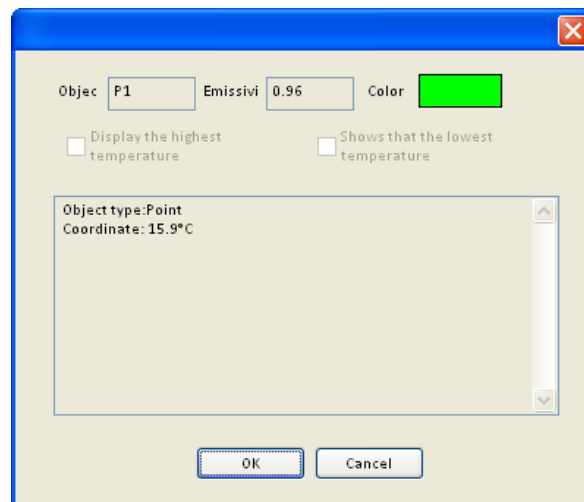 Objec P1 Emissivi 0.96 Color
Display the highest
temperature
Shows that the lowest
temperature
Object type:Point
Coordinate: 15.9°C
OK Cancel